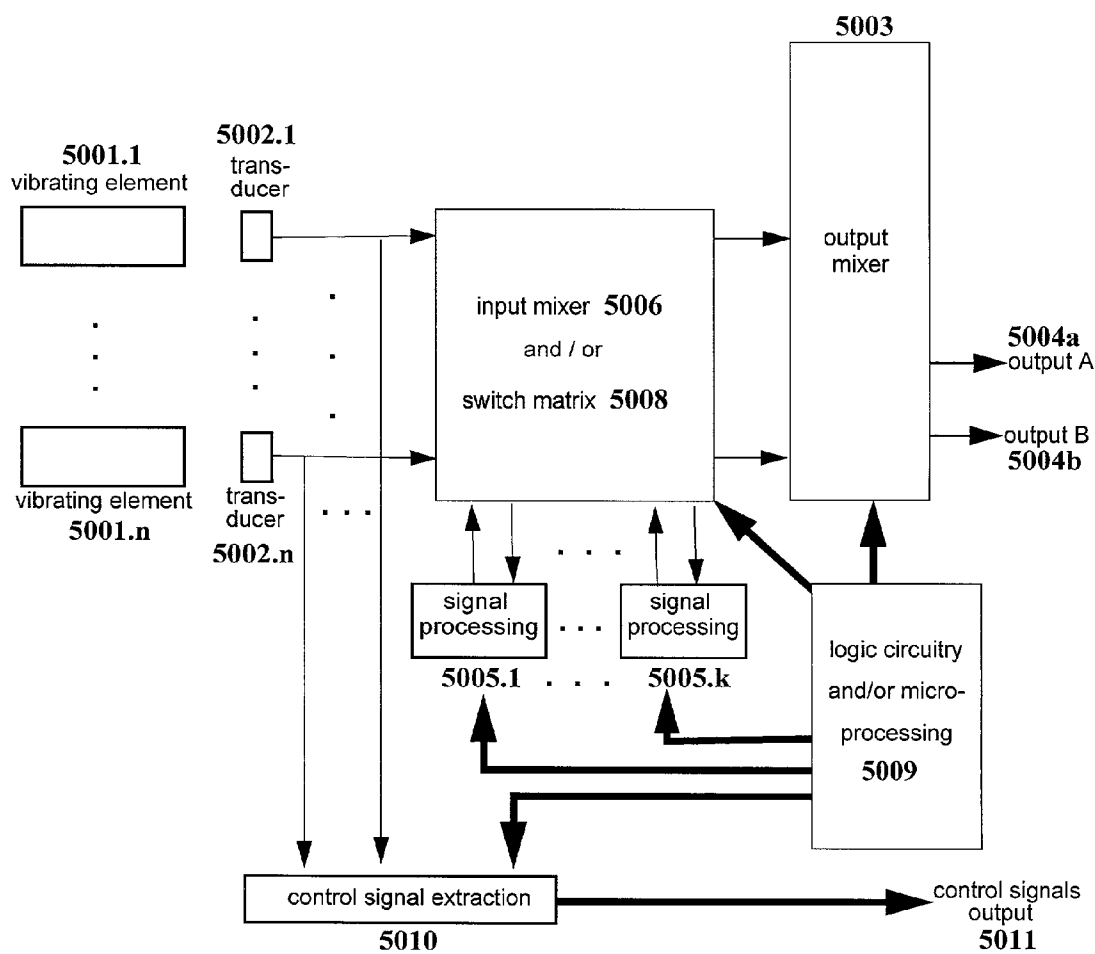 5003
5002.1
5001.1
trans-
vibrating element
ducer
output
mixer
input mixer 5006
and / or
switch matrix 5008
5004a
output A
output B
5004b
vibrating element
5001.n
trans-
ducer
5002.n
signal
processing
signal
processing
5005.1
5005.k
logic circuitry
and/or micro-
processing
5009
control signal extraction
5010
control signals
output
5011